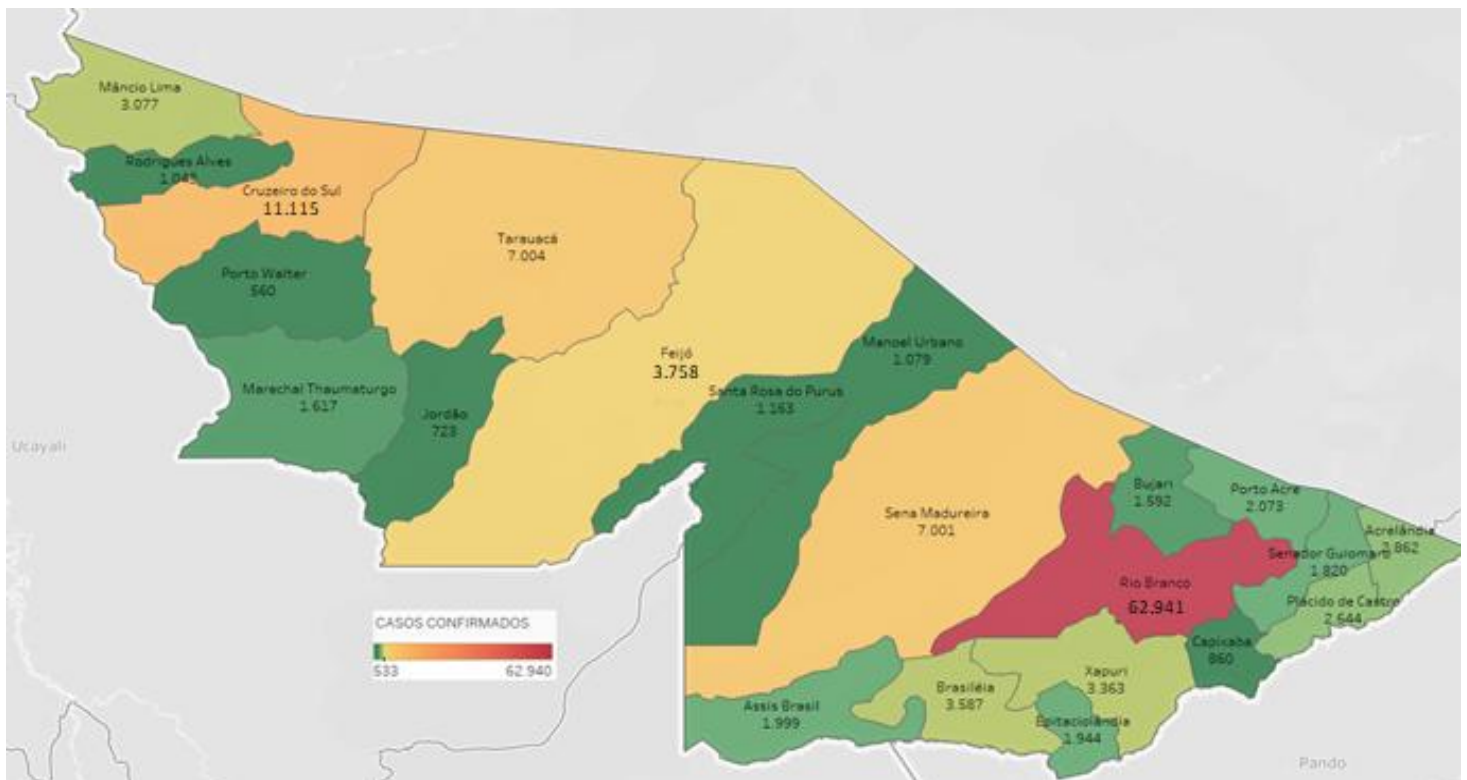 Mâncio Lima
3.077
Rodrigues Alves
Cruzeiro do Sul
11.115
Tarauacá
7.004
Porto Walter
560
Feijó
3.758
Manoel Urbano
1.079
Marechal Thaumaturgo
1.617
Jordão
723
Santa Rosa do Purus
1.163
Ucayali
Sena Madureira
7.001
Bujari
1.592
Porto Acre
2.073
Acrelândia
Senador Guiomard
1.820
Rio Branco
62.941
Plácido de Castro
2.644
CASOS CONFIRMADOS
533 62.940
Capixaba
860
Xapuri
3.363
Brasiléia
3.587
Assis Brasil
1.999
Epitaciolândia
1.944
Pando